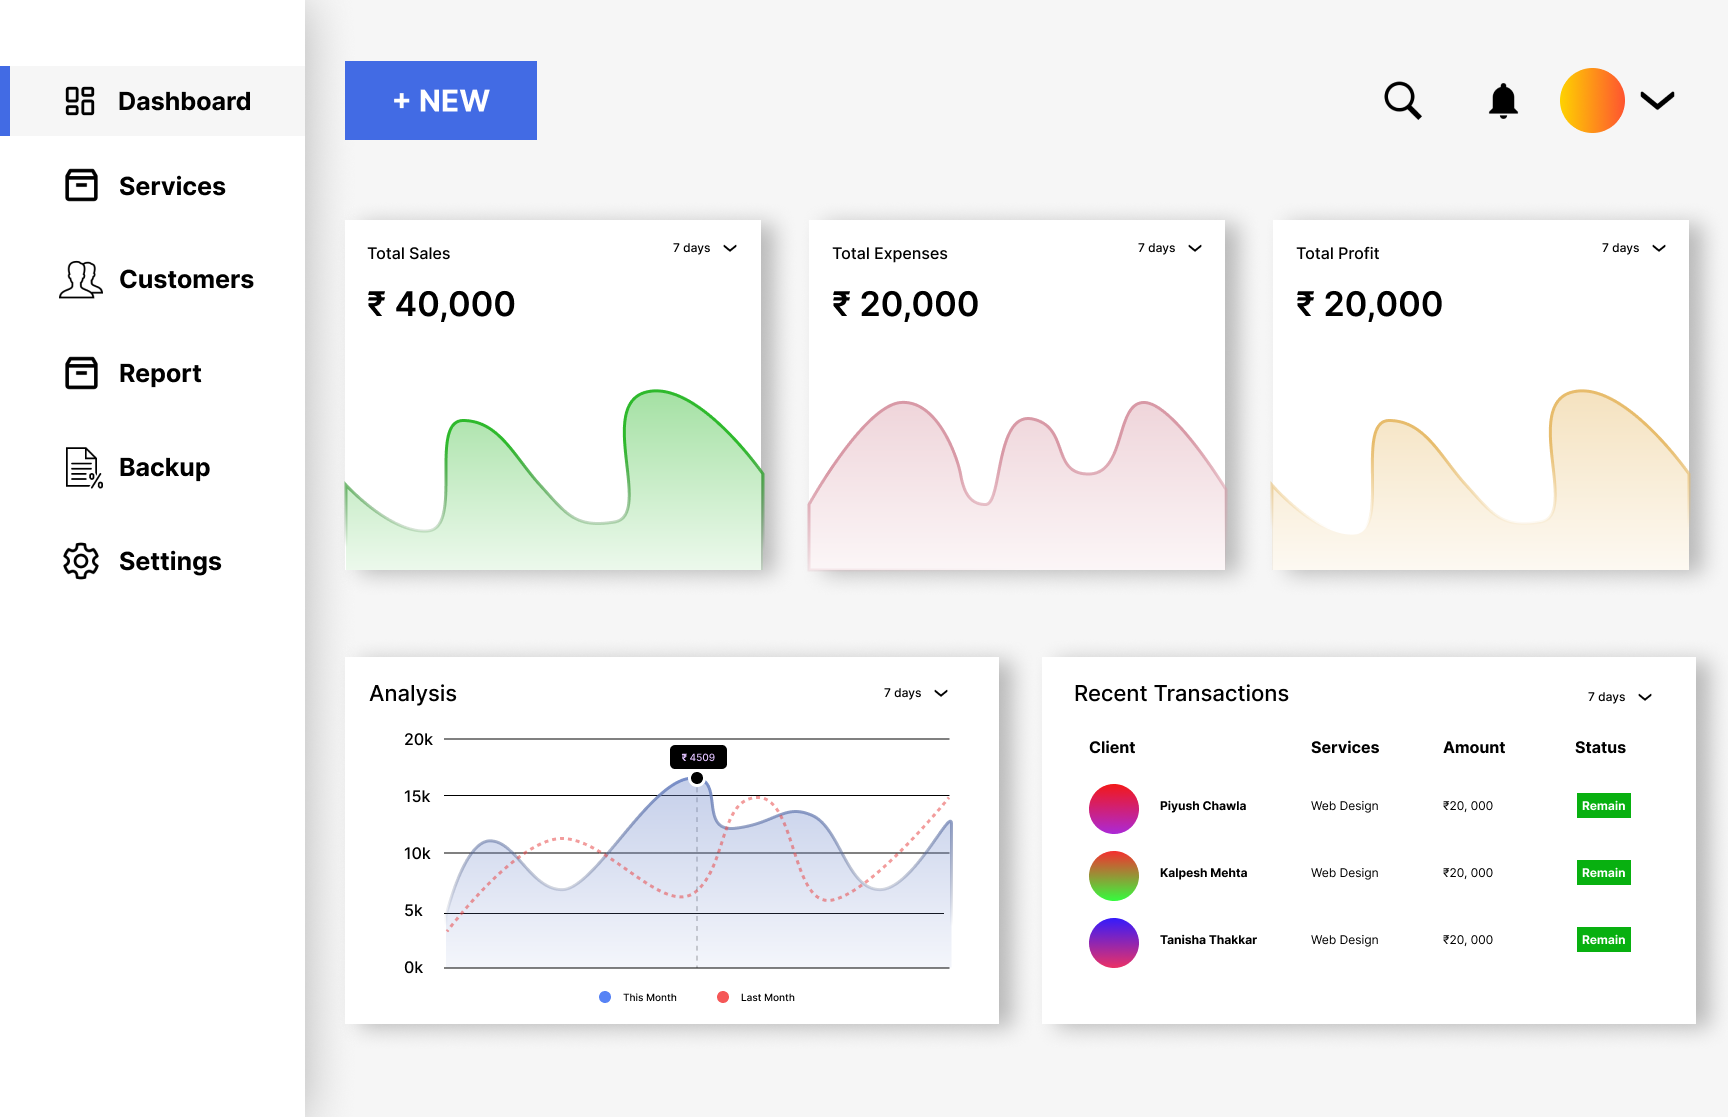 Dashboard
Services
Customers
Report
Backup
Settings
+ NEW
Total Sales
7 days
₹ 40,000
Total Expenses
7 days
₹ 20,000
Total Profit
7 days
₹ 20,000
Analysis
7 days
20k
15k
10k
5k
0k
₹ 4509
This Month
Last Month
Recent Transactions
7 days
Client Services Amount Status
Piyush Chawla Web Design ₹20, 000 Remain
Kalpesh Mehta Web Design ₹20, 000 Remain
Tanisha Thakkar Web Design ₹20, 000 Remain